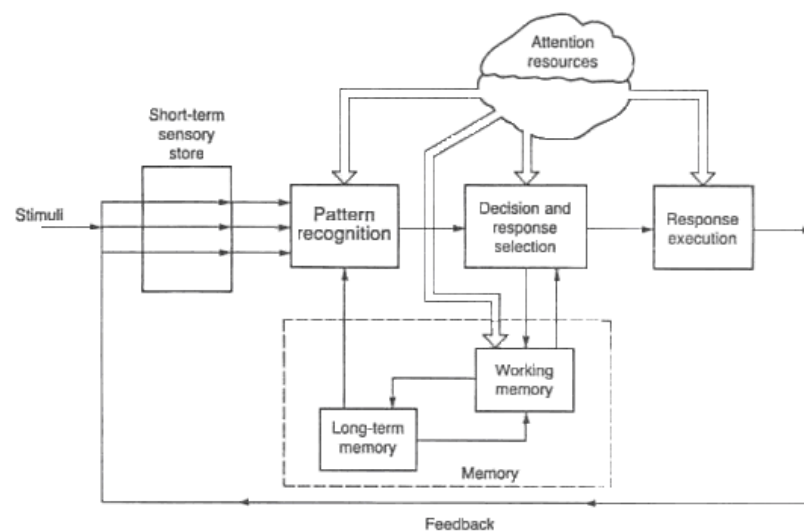 Attention
resources
Short-term
sensory
store
Stimuli
Pattern
recognition
Decision and
response
selection
Response
execution
Working
memory
Long-term
memory
Memory
Feedback